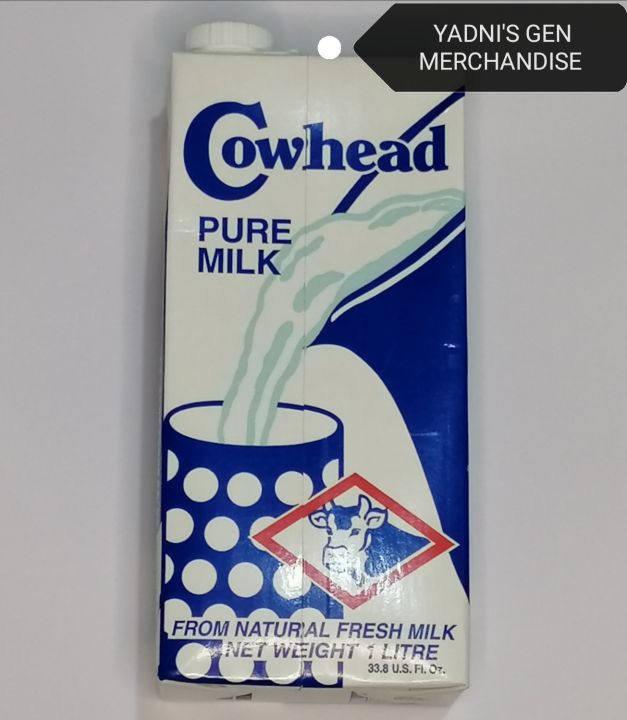 YADNI'S GEN
MERCHANDISE
Cowhead
PURE
MILK
FROM NATURAL FRESH MILK
NET WEIGHT 1 LITRE
33.8 U.S. Fl. Oz.